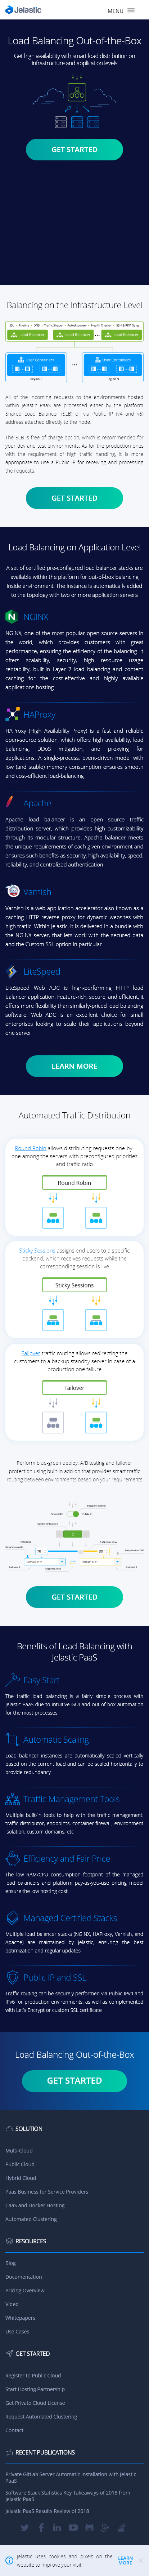 Jelastic
MENU
Load Balancing Out-of-the-Box
Get high availability with smart load distribution on
infrastructure and application levels
GET STARTED
Balancing on the Infrastructure Level
Load Balancer
Load Balancer
Load Balancer
User Containers
User Containers
Region 1
Region N
All of the incoming requests to the environments hosted
within Jelastic PaaS are processed either by the platform
Shared Load Balancer (SLB) or via Public IP (v4 and v6)
address attached directly to the node.
The SLB is free of charge option, which is recommended for
your dev and test environments. As for the production ones
with the demand for high traffic proportions, it is more
appropriate to use a Public IP for receiving and processing
the requests.
GET STARTED
Load Balancing on Application Level
A set of certified pre-configured load balancers are
available within the platform for out-of-box balancing
inside an environment. The instance is automatically added
to the topology with two or more application servers
NGINX
NGINX, one of the most popular open source servers in
the world, which provides customers with great
performance ensuring the efficiency of the balancing. It
offers scalability, security, high resource usage
availability, built-in Layer 7 load balancing and content
caching for the cost-effective and highly available
applications hosting
HAProxy
HAProxy (High Availability Proxy) is a fast and reliable
open-source solution, which offers high availability, load
balancing, DDoS mitigation, and proxying for
applications. A single-process, event-driven model with
low (and stable) memory consumption ensures smooth
and cost-efficient load-balancing
Apache
Apache load balancer is an open source traffic
distribution server, which provides high customizability
through its modular structure. Apache balancer meets
the unique requirements of each given environment and
ensures such benefits as security, high availability, speed,
reliability, and centralized authentication
Varnish
Varnish is a web application accelerator also known as a
caching HTTP reverse proxy for dynamic websites with
high traffic. Within Jelastic, it is delivered in a bundle with
the NGINX server, that lets work with the secured data
and the Custom SSL option in particular
LiteSpeed
LiteSpeed Web ADC is high-performing HTTP load
balancer application. Feature-rich, secure, and efficient, it
offers more than flexibility of widely used load balancing
software. Web ADC is an excellent choice for small
enterprises looking to scale their applications beyond
one server
LEARN MORE
Automated Traffic Distribution
Round Robin allows distributing requests one-by-
one among the servers with preconfigured priorities
and traffic ratio
Round Robin
Sticky Sessions assigns end users to a specific
backend, which receives requests while the
corresponding session is live
Sticky Sessions
Failover traffic routing allows redirecting the
customers to a backup standby server in case of a
production one failure
Failover
Perform blue-green deploy, A/B testing and failover
protection using built-in add-on that provides smart traffic
routing between environments based on your requirements
GET STARTED
Benefits of Load Balancing with
Jelastic PaaS
Easy Start
The traffic load balancing is a fairly simple process with
Jelastic PaaS due to intuitive GUI and out-of-box automation
for the most processes
Automatic Scaling
Load balancer instances are automatically scaled vertically
based on the current load and can be scaled horizontally to
provide redundancy
Traffic Management Tools
Multiple built-in tools to help with the traffic management:
traffic distributor, endpoints, container firewall, environment
isolation, custom domains, etc
Efficiency and Fair Price
The low RAM/CPU consumption footprint of the managed
load balancers and platform pay-as-you-use pricing model
ensure the low hosting cost
Managed Certified Stacks
Multiple load balancer stacks (NGINX, HAProxy, Varnish, and
Apache) are maintained by Jelastic, ensuring the best
optimization and regular updates
Public IP and SSL
Traffic routing can be securely performed via Public IPv4 and
IPv6 for production environments, as well as complemented
with Let's Encrypt or custom SSL certificate
Load Balancing Out-of-the-Box
GET STARTED
SOLUTION
Multi-Cloud
Public Cloud
Hybrid Cloud
Paas Business for Service Providers
CaaS and Docker Hosting
Automated Clustering
RESOURCES
Blog
Documentation
Pricing Overview
Video
Whitepapers
Use Cases
GET STARTED
Register to Public Cloud
Start Hosting Partnership
Get Private Cloud License
Request Automated Clustering
Contact
RECENT PUBLICATIONS
Private GitLab Server Automatic Installation with Jelastic
PaaS
Software Stack Statistics Key Takeaways of 2018 from
Jelastic PaaS
Jelastic PaaS Results Review of 2018
Jelastic uses cookies and pixels on the
website to improve your visit
LEARN
MORE